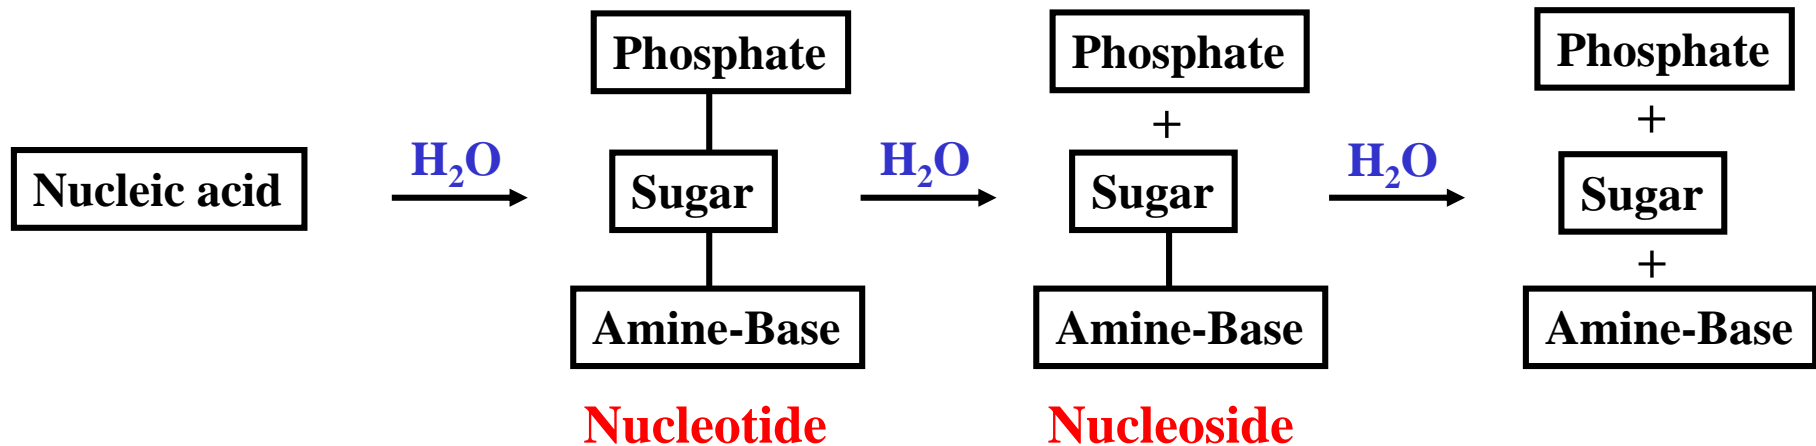 Nucleic acid
H₂O
Phosphate
Sugar
Amine-Base
Nucleotide
H₂O
Phosphate
+
Sugar
Amine-Base
Nucleoside
H₂O
Phosphate
+
Sugar
+
Amine-Base